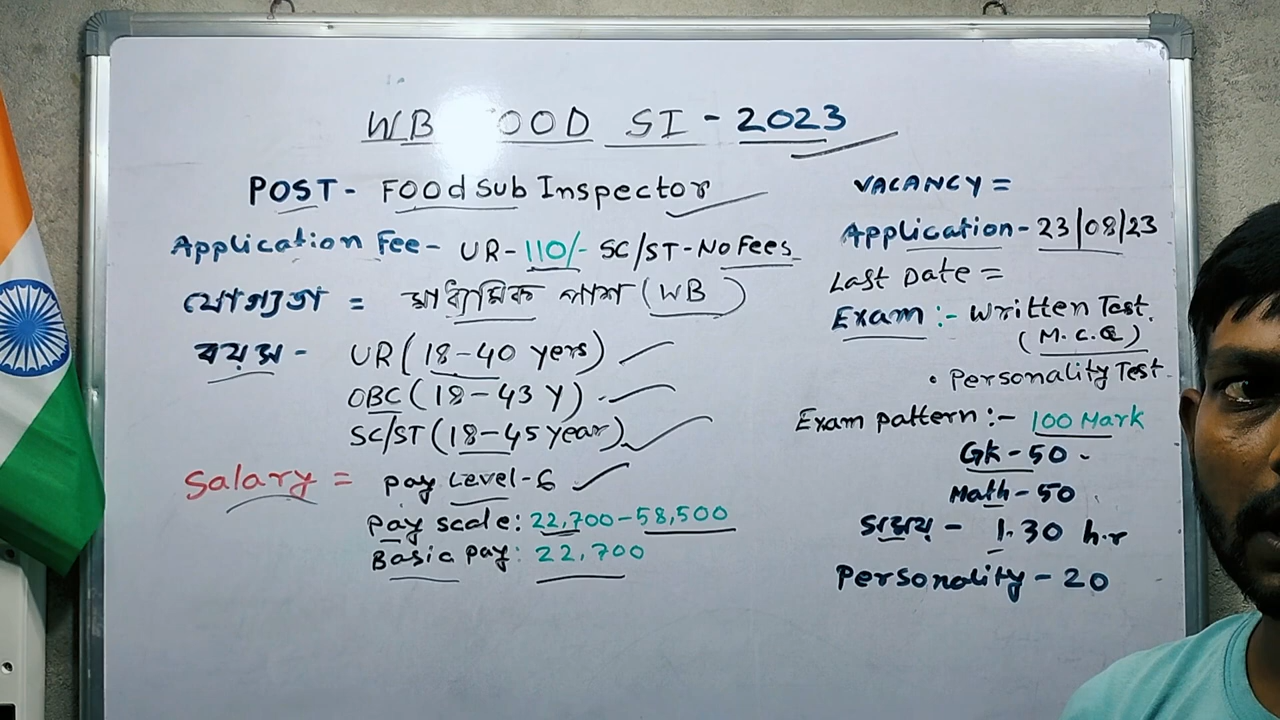 WB FOOD SI - 2023
POST - Food Sub Inspector
Application Fee - UR - 110/- SC/ST - No Fees
যোগ্যতা = মাধ্যমিক পাশ (WB)
বয়স - UR (18-40 yers)
OBC (18-43 Y)
SC/ST (18-45 year)
Salary = Pay Level-6
Pay scale: 22,700-58,500
Basic pay: 22,700
VACANCY =
Application - 23/08/23
Last Date =
Exam :- Written Test.
(M.C.Q)
• Personality Test
Exam pattern :- 100 Mark
GK - 50
Math - 50
সময় - 1.30 h.r
Personality - 20